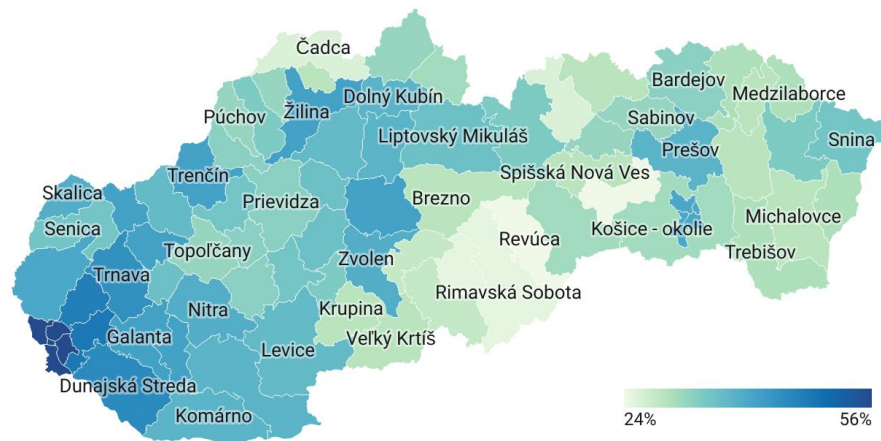 Čadca
Bardejov
Medzilaborce
Dolný Kubín
Púchov
Žilina
Sabinov
Liptovský Mikuláš
Snina
Prešov
Spišská Nová Ves
Trenčín
Skalica
Prievidza
Brezno
Michalovce
Senica
Košice - okolie
Revúca
Topoľčany
Zvolen
Trebišov
Trnava
Rimavská Sobota
Nitra
Krupina
Galanta
Veľký Krtíš
Levice
Dunajská Streda
Komárno
24%
56%